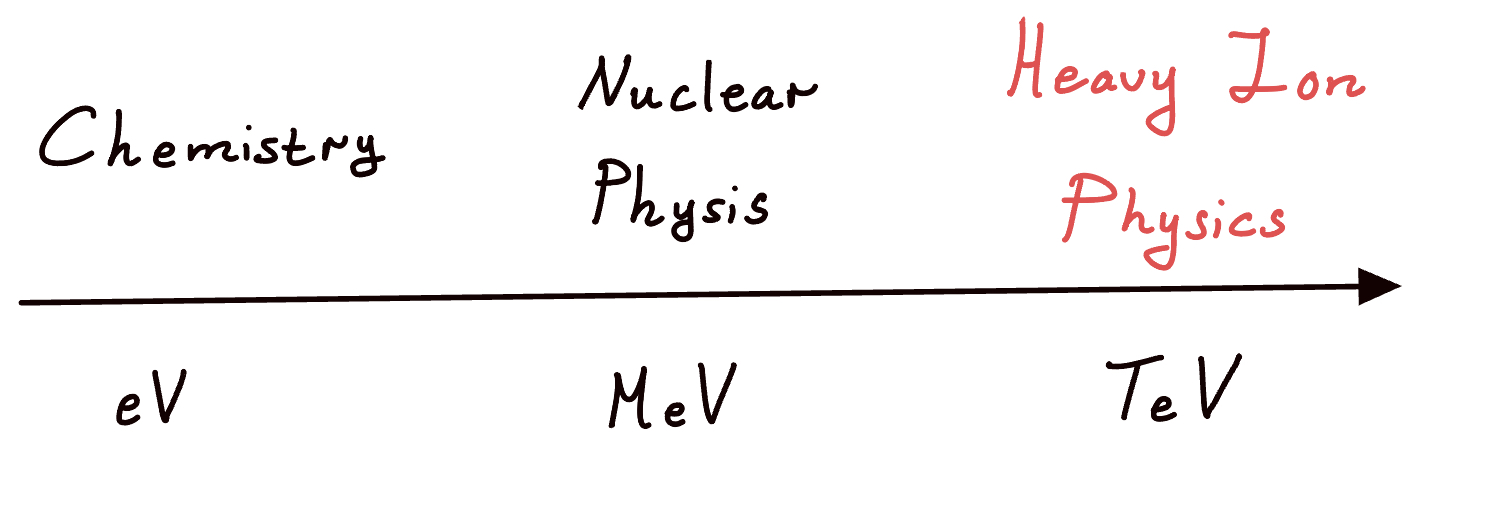 Chemistry
Nuclear
Physis
Heavy Ion
Physics
eV
MeV
TeV